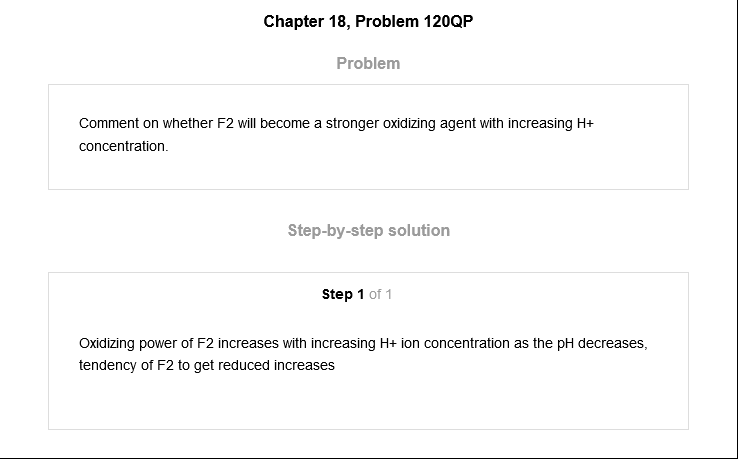 Chapter 18, Problem 120QP
Problem
Comment on whether F2 will become a stronger oxidizing agent with increasing H+
concentration.
Step-by-step solution
Step 1 of 1
Oxidizing power of F2 increases with increasing H+ ion concentration as the pH decreases,
tendency of F2 to get reduced increases